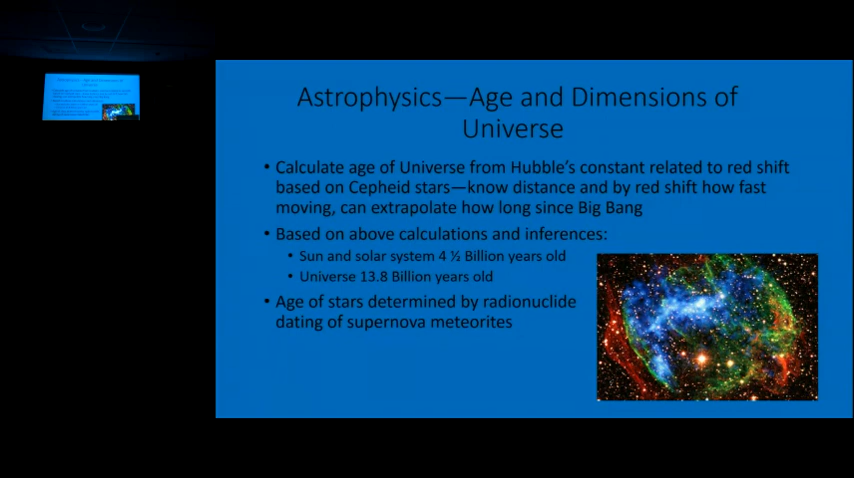 Astrophysics—Age and Dimensions of
Universe
• Calculate age of Universe from Hubble's constant related to red shift
based on Cepheid stars—know distance and by red shift how fast
moving, can extrapolate how long since Big Bang
• Based on above calculations and inferences:
• Sun and solar system 4 ½ Billion years old
• Universe 13.8 Billion years old
• Age of stars determined by radionuclide
dating of supernova meteorites